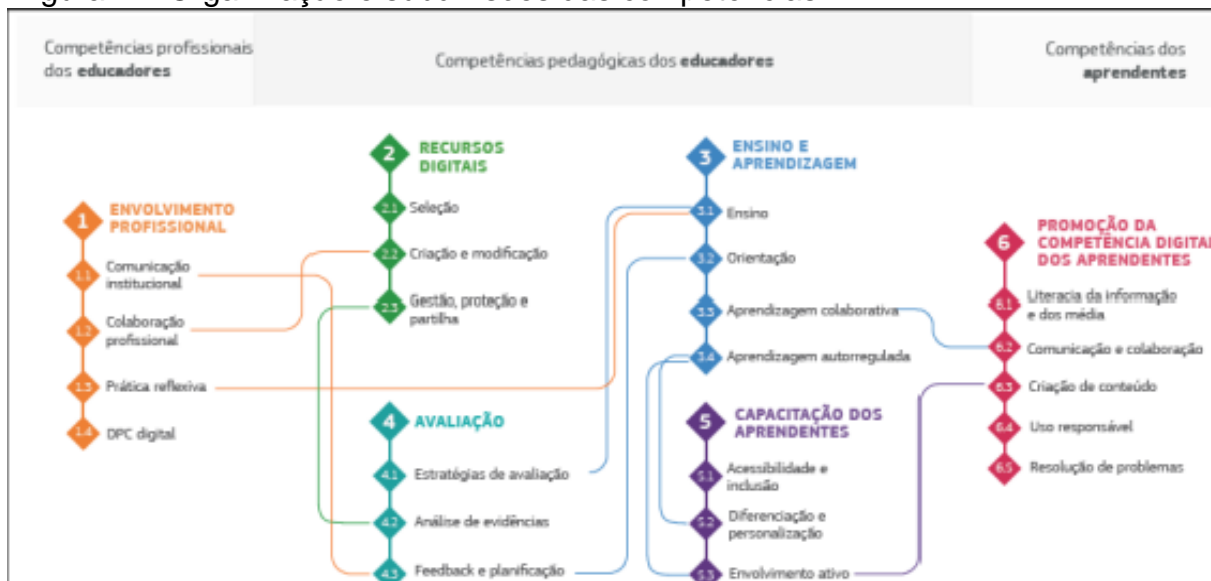 Competências profissionais
dos educadores
Competências pedagógicas dos educadores
Competências dos
aprendentes
1
ENVOLVIMENTO
PROFISSIONAL
1.1
Comunicação
institucional
1.2
Colaboração
profissional
1.3
Prática reflexiva
1.4
DPC digital
2
RECURSOS
DIGITAIS
2.1
Seleção
2.2
Criação e modificação
2.3
Gestão, proteção e
partilha
3
ENSINO E
APRENDIZAGEM
3.1
Ensino
3.2
Orientação
3.3
Aprendizagem colaborativa
3.4
Aprendizagem autorregulada
4
AVALIAÇÃO
4.1
Estratégias de avaliação
4.2
Análise de evidências
4.3
Feedback e planificação
5
CAPACITAÇÃO DOS
APRENDENTES
5.1
Acessibilidade e
inclusão
5.2
Diferenciação e
personalização
5.3
Envolvimento ativo
6
PROMOÇÃO DA
COMPETÊNCIA DIGITAL
DOS APRENDENTES
6.1
Literacia da informação
e dos média
6.2
Comunicação e colaboração
6.3
Criação de conteúdo
6.4
Uso responsável
6.5
Resolução de problemas